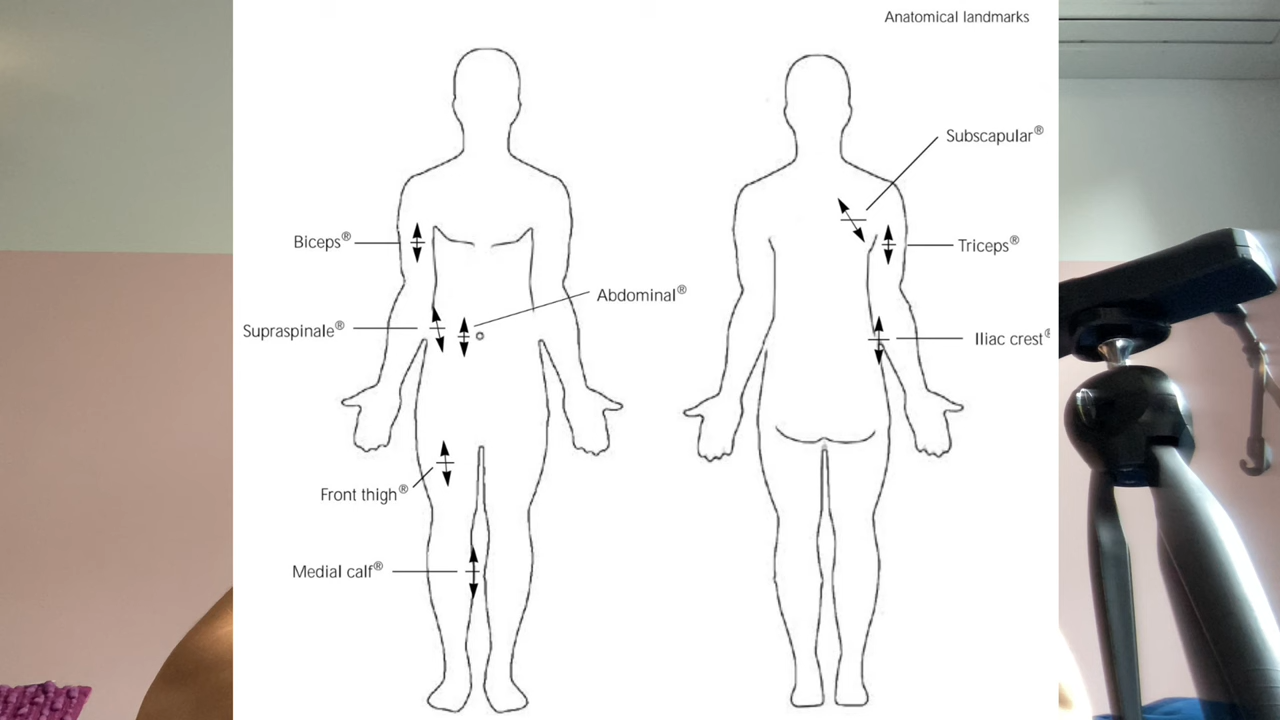 Anatomical landmarks
Subscapular®
Biceps®
Triceps®
Abdominal®
Supraspinale®
Iliac crest®
Front thigh®
Medial calf®